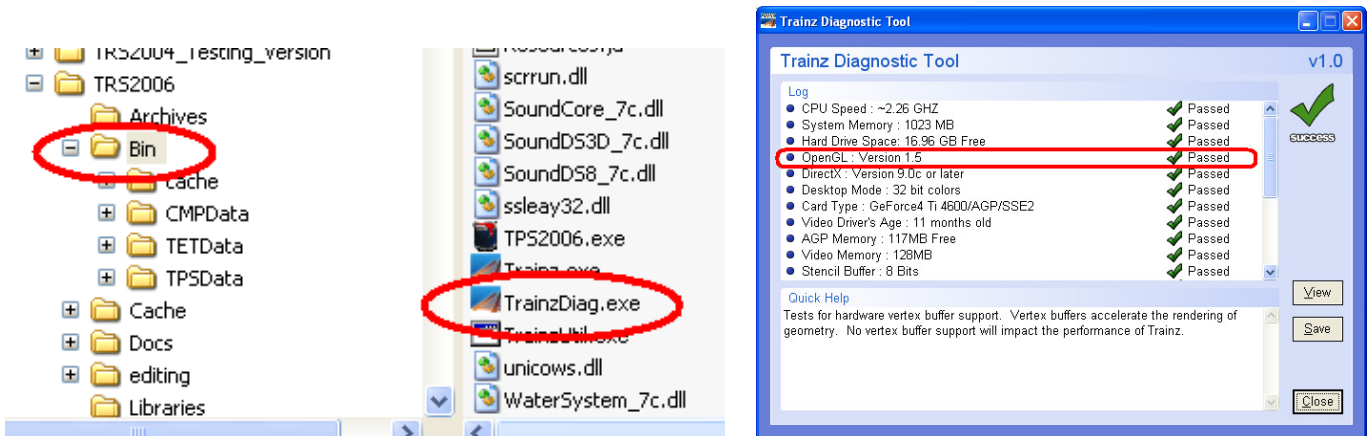 TRS2004_Testing_Version
TRS2006
Archives
Bin
cache
CMPData
TETData
TPSData
Cache
Docs
editing
Libraries
scrrun.dll
SoundCore_7c.dll
SoundDS3D_7c.dll
SoundDS8_7c.dll
ssleay32.dll
TPS2006.exe
Trainz.exe
TrainzDiag.exe
TrainzUtil.exe
unicows.dll
WaterSystem_7c.dll
Trainz Diagnostic Tool
Trainz Diagnostic Tool v1.0
Log
CPU Speed : ~2.26 GHZ Passed
System Memory : 1023 MB Passed
Hard Drive Space: 16.96 GB Free Passed
OpenGL : Version 1.5 Passed
DirectX : Version 9.0c or later Passed
Desktop Mode : 32 bit colors Passed
Card Type : GeForce4 Ti 4600/AGP/SSE2 Passed
Video Driver's Age : 11 months old Passed
AGP Memory : 117MB Free Passed
Video Memory : 128MB Passed
Stencil Buffer : 8 Bits Passed
success
Quick Help
Tests for hardware vertex buffer support. Vertex buffers accelerate the rendering of
geometry. No vertex buffer support will impact the performance of Trainz.
View
Save
Close